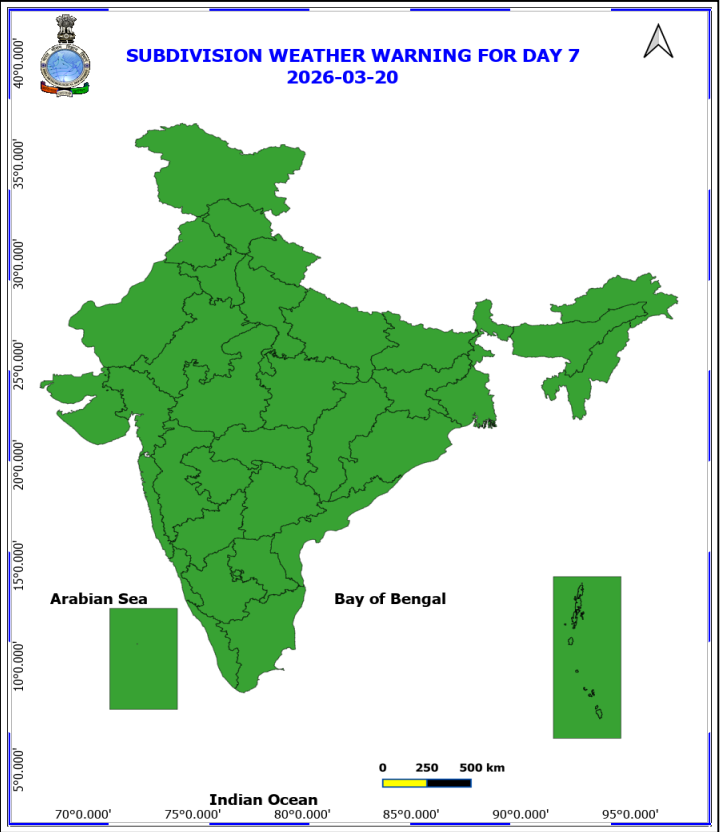 SUBDIVISION WEATHER WARNING FOR DAY 7
2026-03-20
40°0.000'
35°0.000'
30°0.000'
25°0.000'
20°0.000'
15°0.000'
10°0.000'
5°0.000'
Arabian Sea
Bay of Bengal
0 250 500 km
Indian Ocean
70°0.000' 75°0.000' 80°0.000' 85°0.000' 90°0.000' 95°0.000'